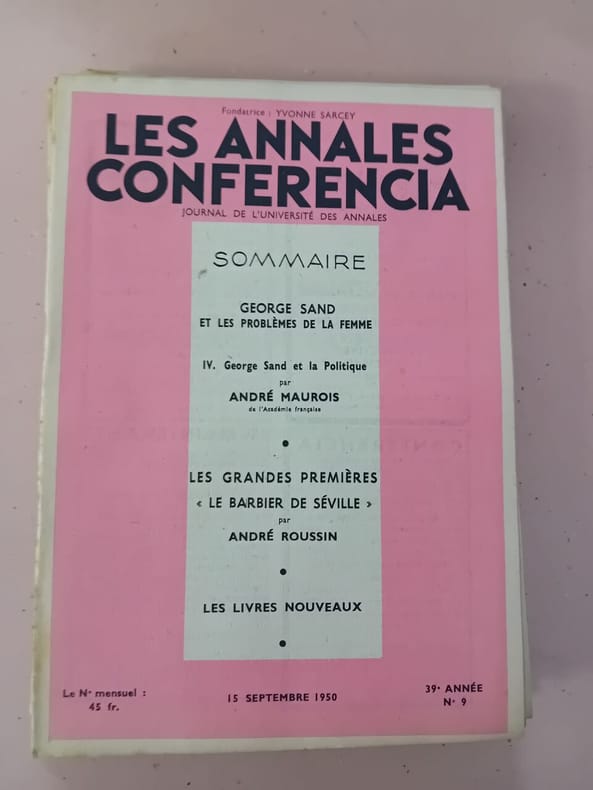 Fondatrice : YVONNE SARCEY
LES ANNALES
CONFERENCIA
JOURNAL DE L'UNIVERSITÉ DES ANNALES
SOMMAIRE
GEORGE SAND
ET LES PROBLÈMES DE LA FEMME
IV. George Sand et la Politique
par
ANDRÉ MAUROIS
de l'Académie française
•
LES GRANDES PREMIÈRES
« LE BARBIER DE SÉVILLE »
par
ANDRÉ ROUSSIN
•
LES LIVRES NOUVEAUX
•
Le N° mensuel :
45 fr.
15 SEPTEMBRE 1950
39e ANNÉE
N° 9